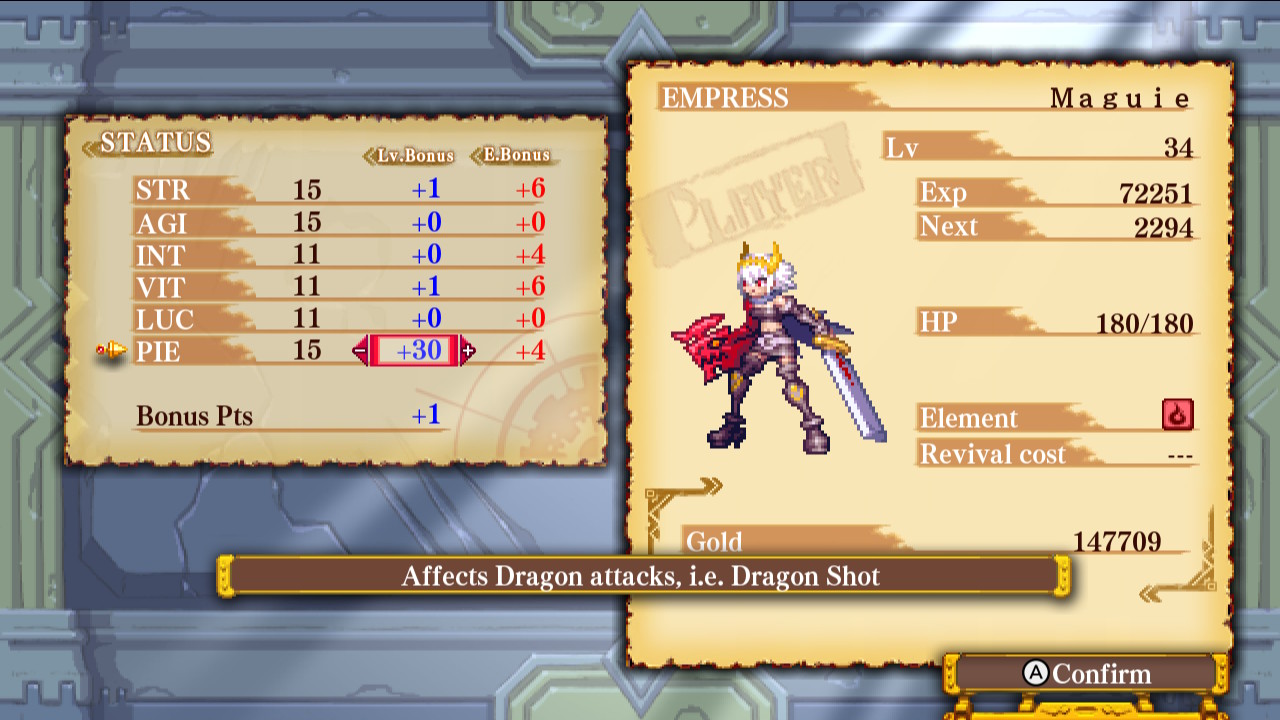 STATUS
Lv.Bonus E.Bonus
STR 15 +1 +6
AGI 15 +0 +0
INT 11 +0 +4
VIT 11 +1 +6
LUC 11 +0 +0
PIE 15 - +30 + +4
Bonus Pts +1
EMPRESS Maguie
PLAYER
Lv 34
Exp 72251
Next 2294
HP 180/180
Element
Revival cost ---
Gold 147709
Affects Dragon attacks, i.e. Dragon Shot
A Confirm